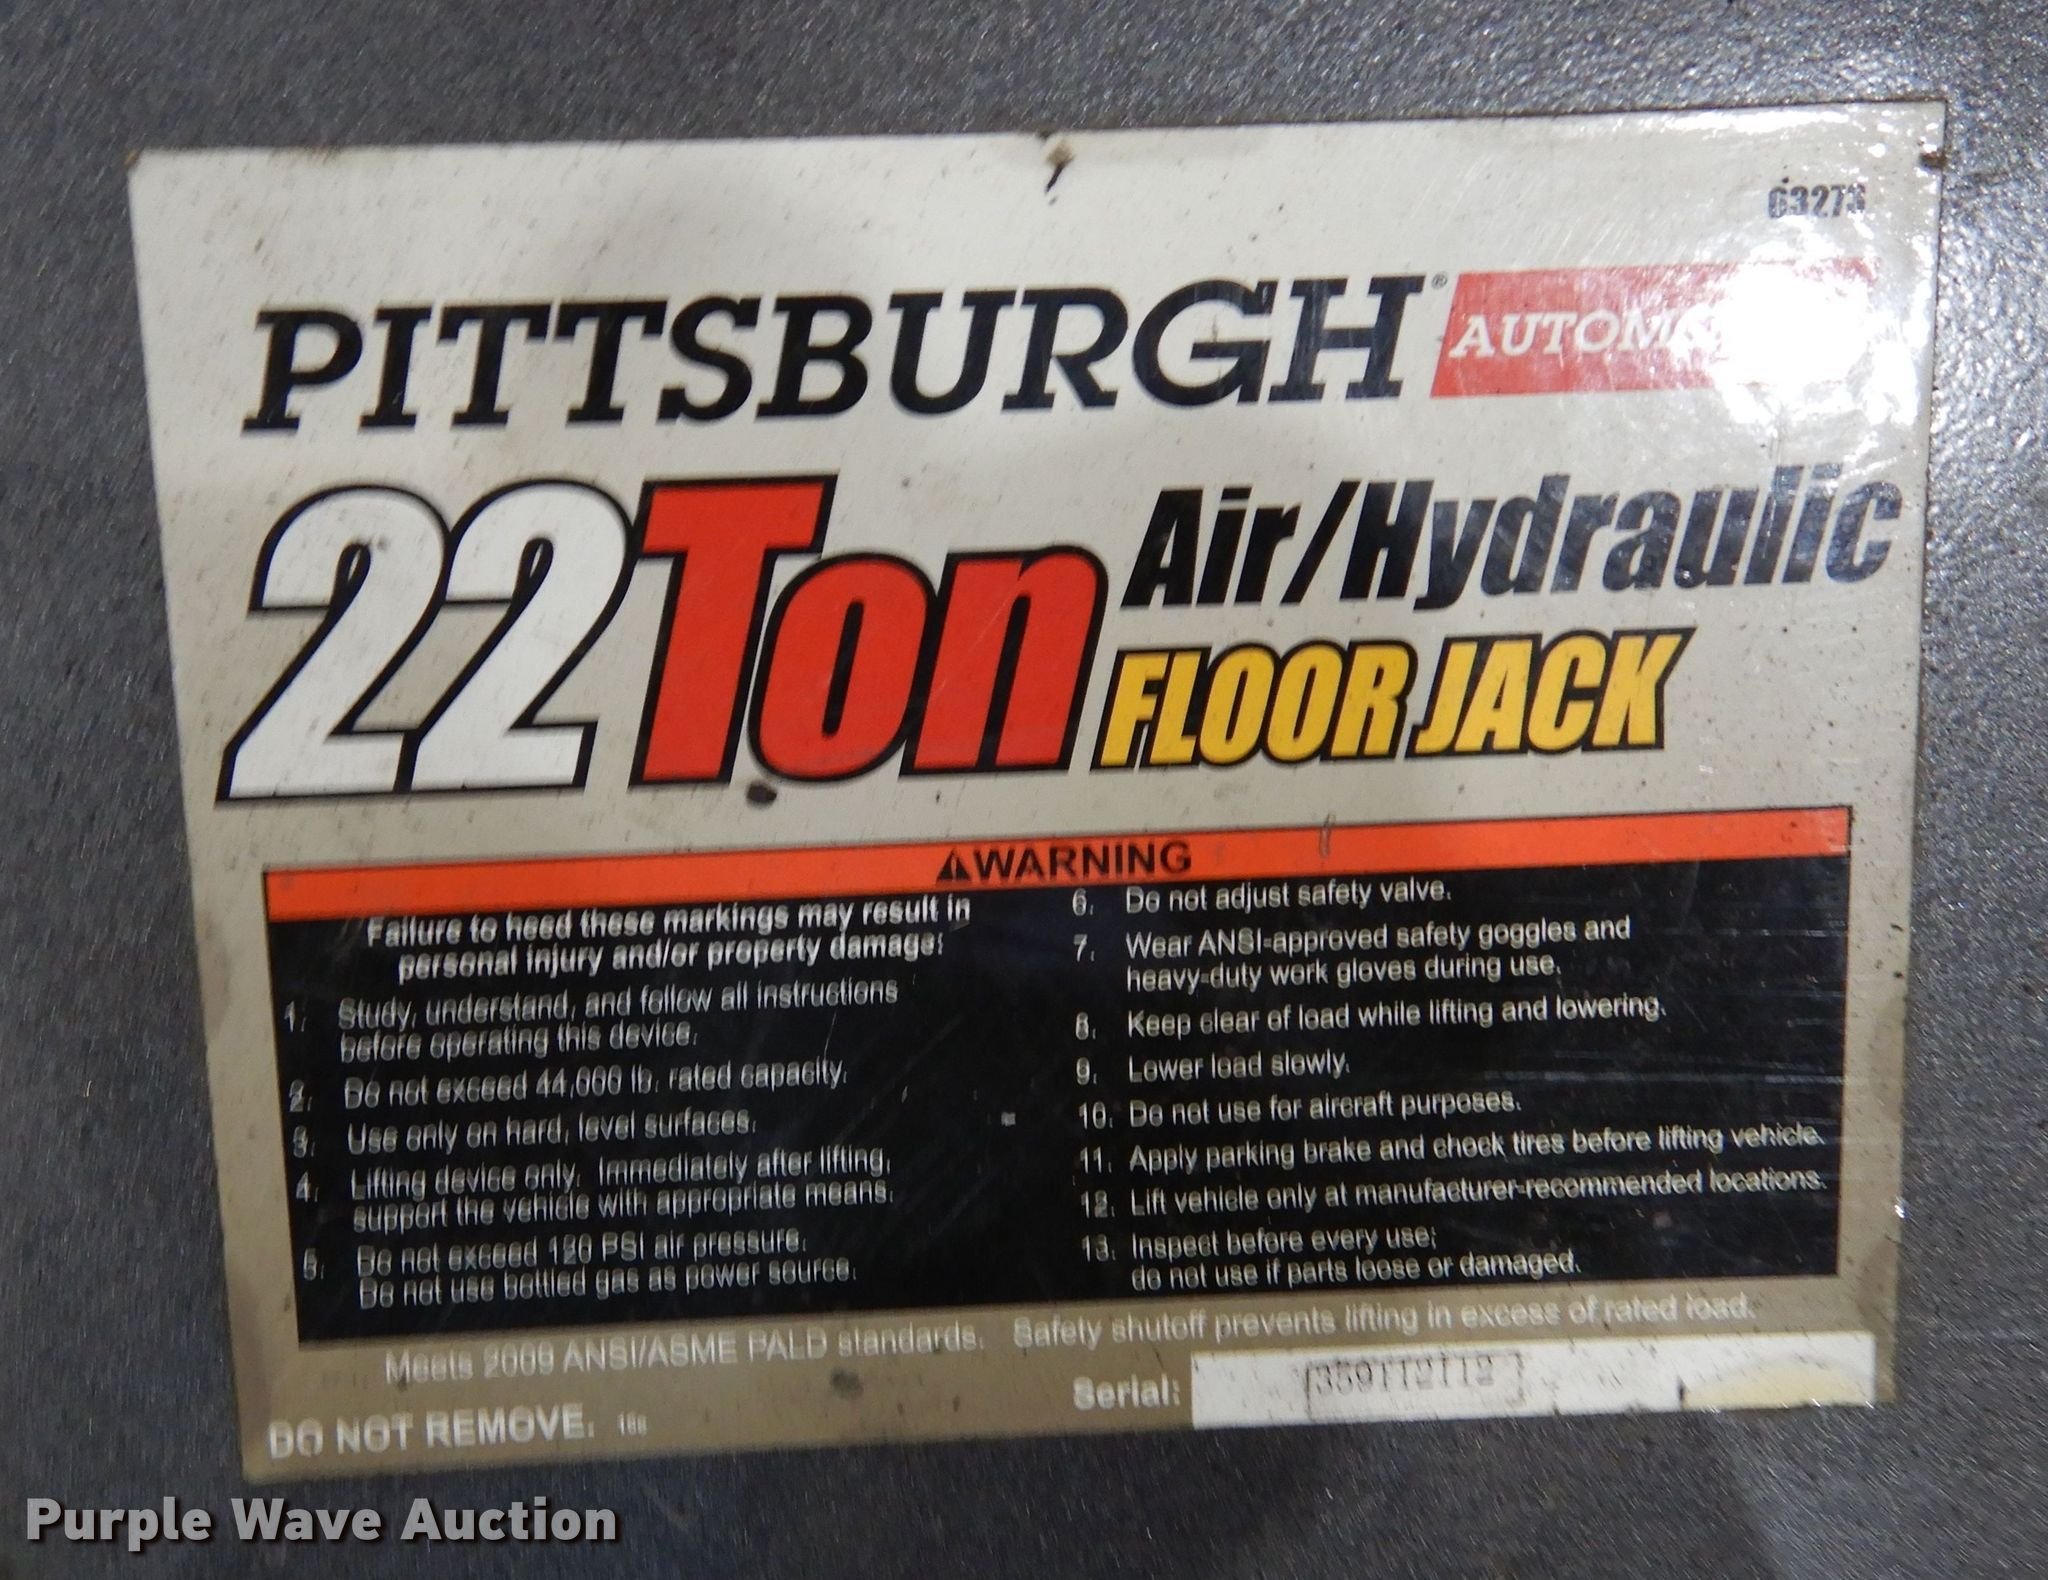 63273
PITTSBURGH®
22 Ton Air/Hydraulic
FLOOR JACK
⚠WARNING
Failure to heed these markings may result in
personal injury and/or property damage:
1. Study, understand, and follow all instructions
before operating this device.
2. Do not exceed 44,000 lb. rated capacity.
3. Use only on hard, level surfaces.
4. Lifting device only. Immediately after lifting,
support the vehicle with appropriate means.
5. Do not exceed 120 PSI air pressure.
Do not use bottled gas as power source.
6. Do not adjust safety valve.
7. Wear ANSI-approved safety goggles and
heavy-duty work gloves during use.
8. Keep clear of load while lifting and lowering.
9. Lower load slowly.
10. Do not use for aircraft purposes.
11. Apply parking brake and chock tires before lifting vehicle.
12. Lift vehicle only at manufacturer-recommended locations.
13. Inspect before every use;
do not use if parts loose or damaged.
Meets 2009 ANSI/ASME PALD standards. Safety shutoff prevents lifting in excess of rated load.
Serial: 359112112
DO NOT REMOVE.
Purple Wave Auction